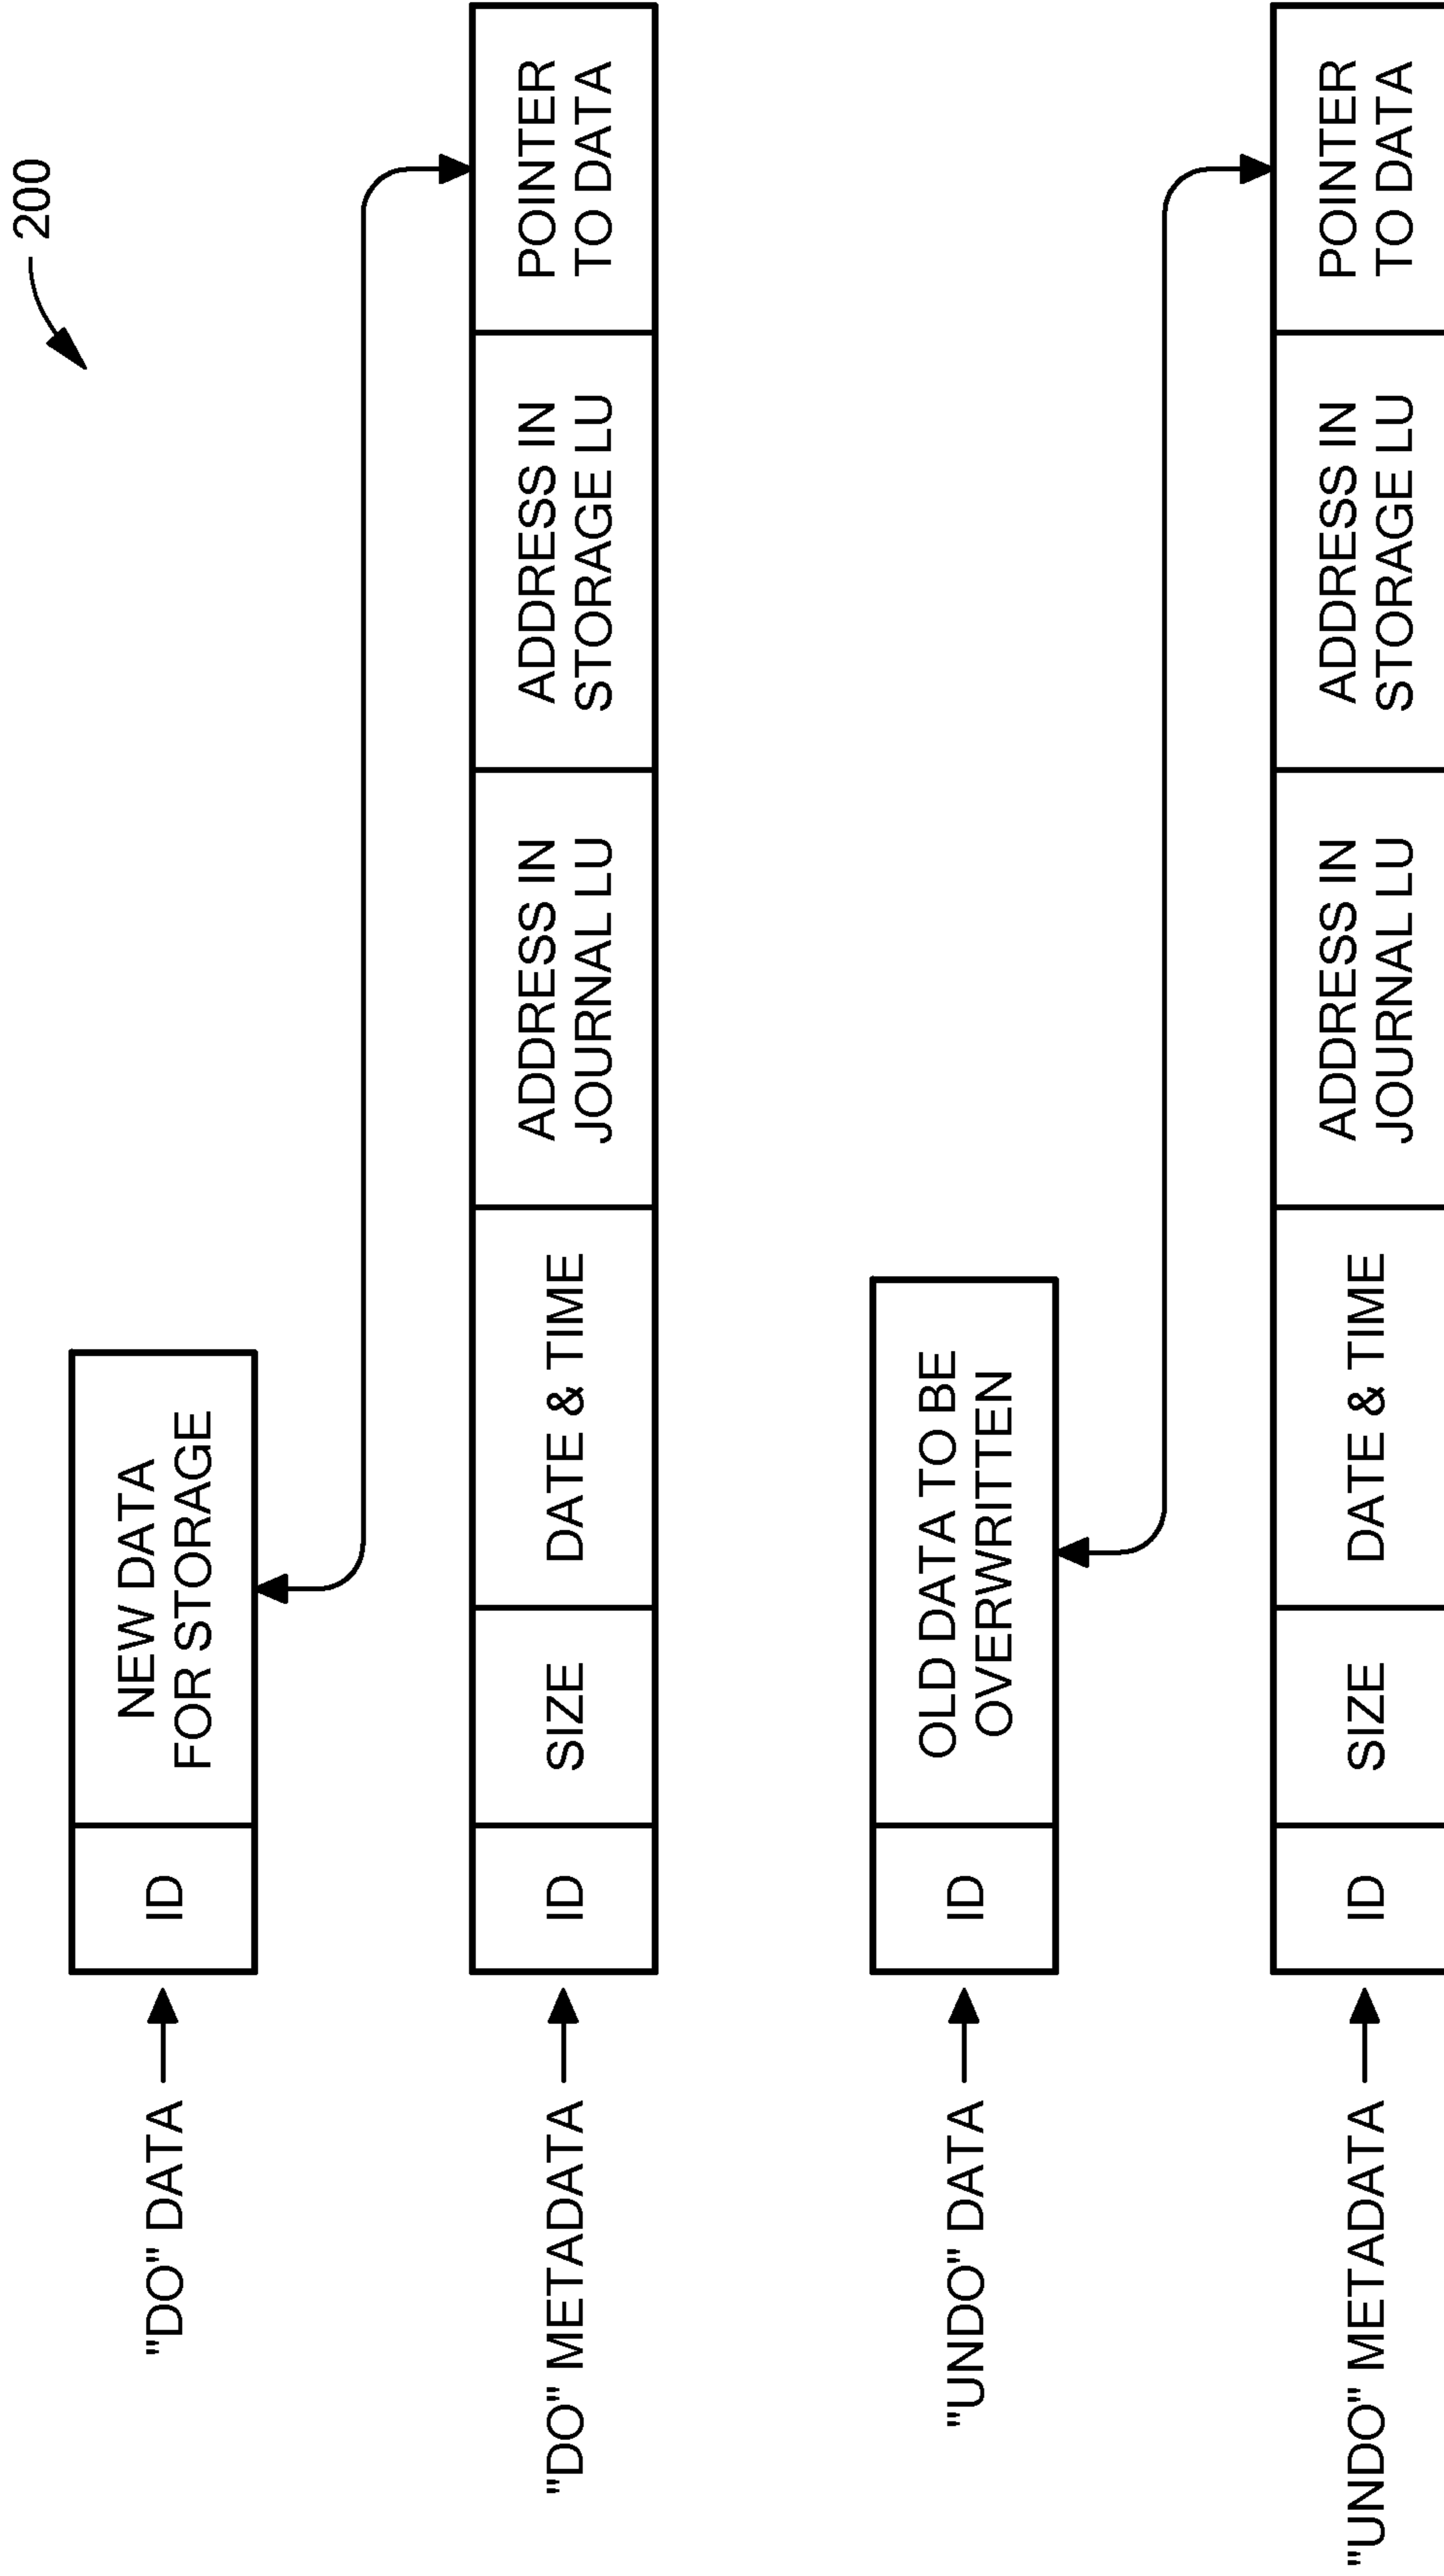 200
"DO" DATA
ID
NEW DATA
FOR STORAGE
"DO" METADATA
ID
SIZE
DATE & TIME
ADDRESS IN
JOURNAL LU
ADDRESS IN
STORAGE LU
POINTER
TO DATA
"UNDO" DATA
ID
OLD DATA TO BE
OVERWRITTEN
"UNDO" METADATA
ID
SIZE
DATE & TIME
ADDRESS IN
JOURNAL LU
ADDRESS IN
STORAGE LU
POINTER
TO DATA